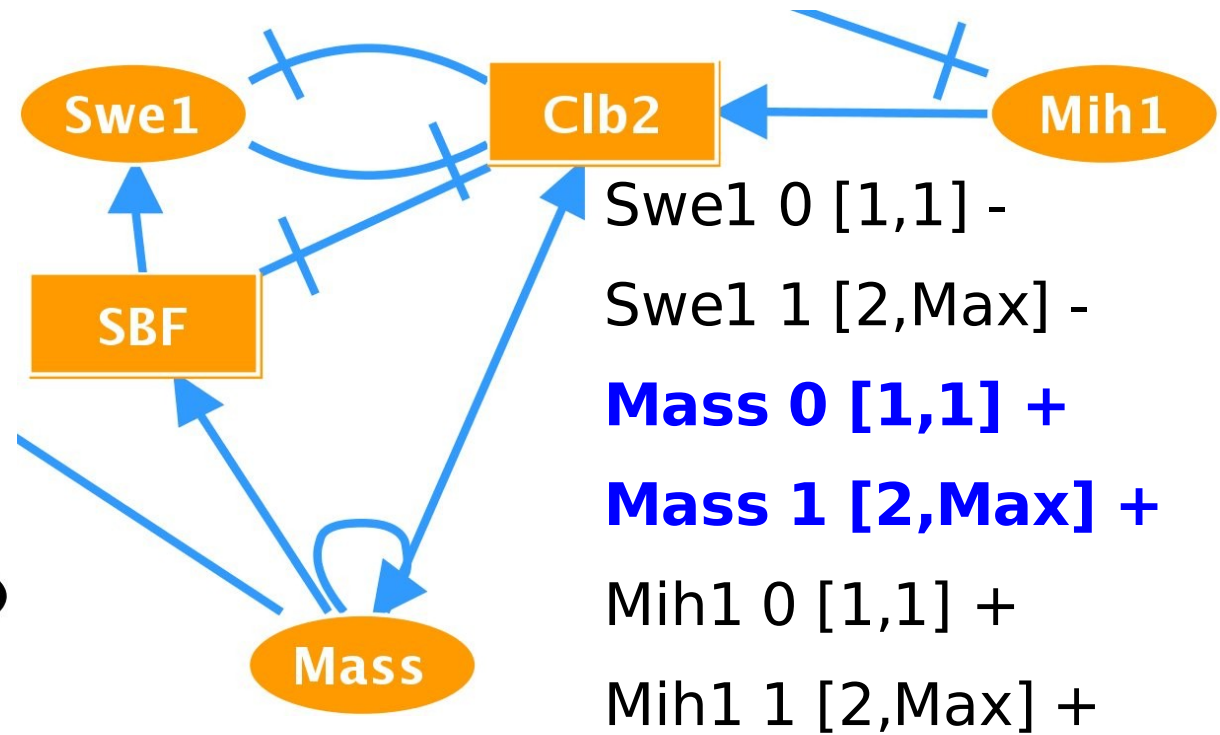 Swe1
Clb2
Mih1
Swe1 0 [1,1] -
SBF
Swe1 1 [2,Max] -
Mass 0 [1,1] +
Mass 1 [2,Max] +
Mih1 0 [1,1] +
Mass
Mih1 1 [2,Max] +